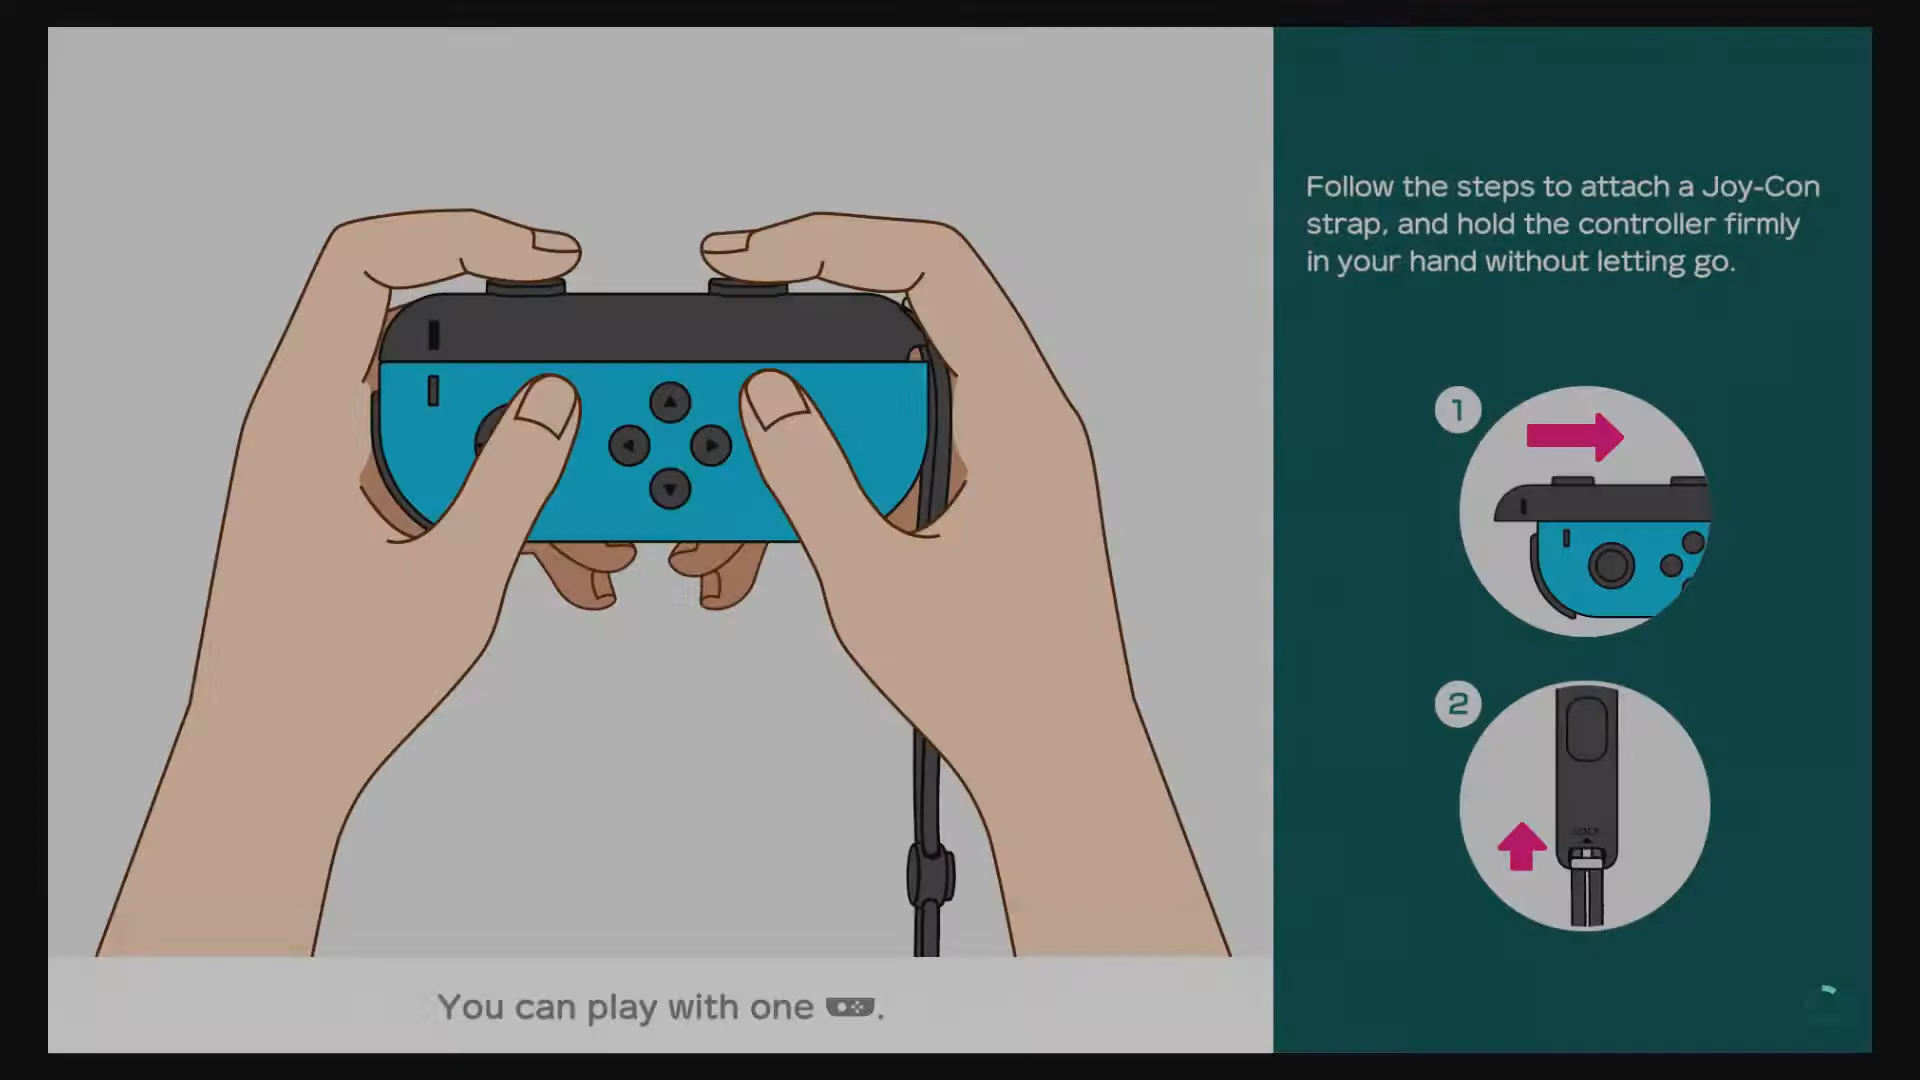 Follow the steps to attach a Joy-Con
strap, and hold the controller firmly
in your hand without letting go.
1
2
You can play with one .